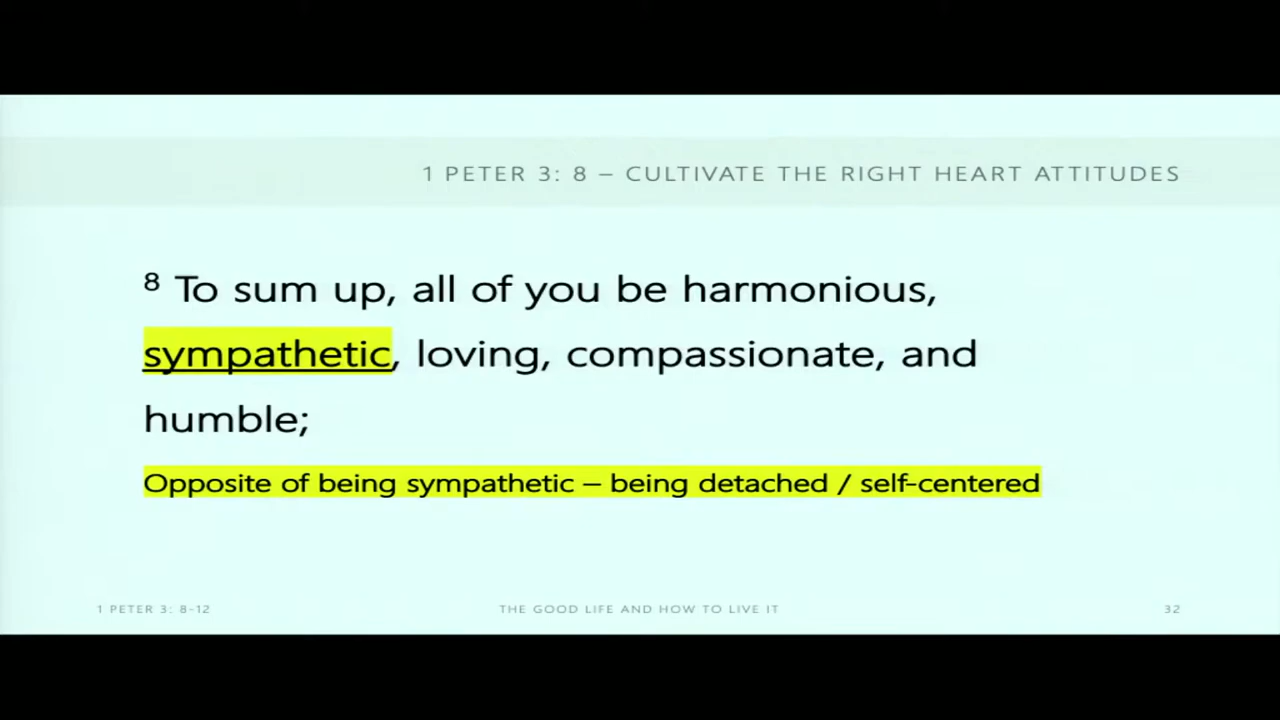 1 PETER 3: 8 – CULTIVATE THE RIGHT HEART ATTITUDES
8 To sum up, all of you be harmonious,
sympathetic, loving, compassionate, and
humble;
Opposite of being sympathetic – being detached / self-centered
1 PETER 3: 8-12
THE GOOD LIFE AND HOW TO LIVE IT
32